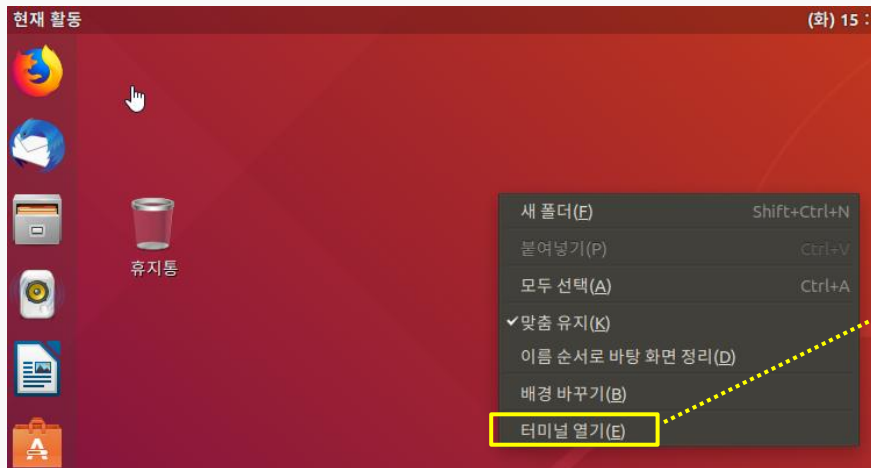 현재 활동
(화) 15 :
휴지통
새 폴더(F) Shift+Ctrl+N
붙여넣기(P) Ctrl+V
모두 선택(A) Ctrl+A
✔맞춤 유지(K)
이름 순서로 바탕 화면 정리(D)
배경 바꾸기(B)
터미널 열기(E)